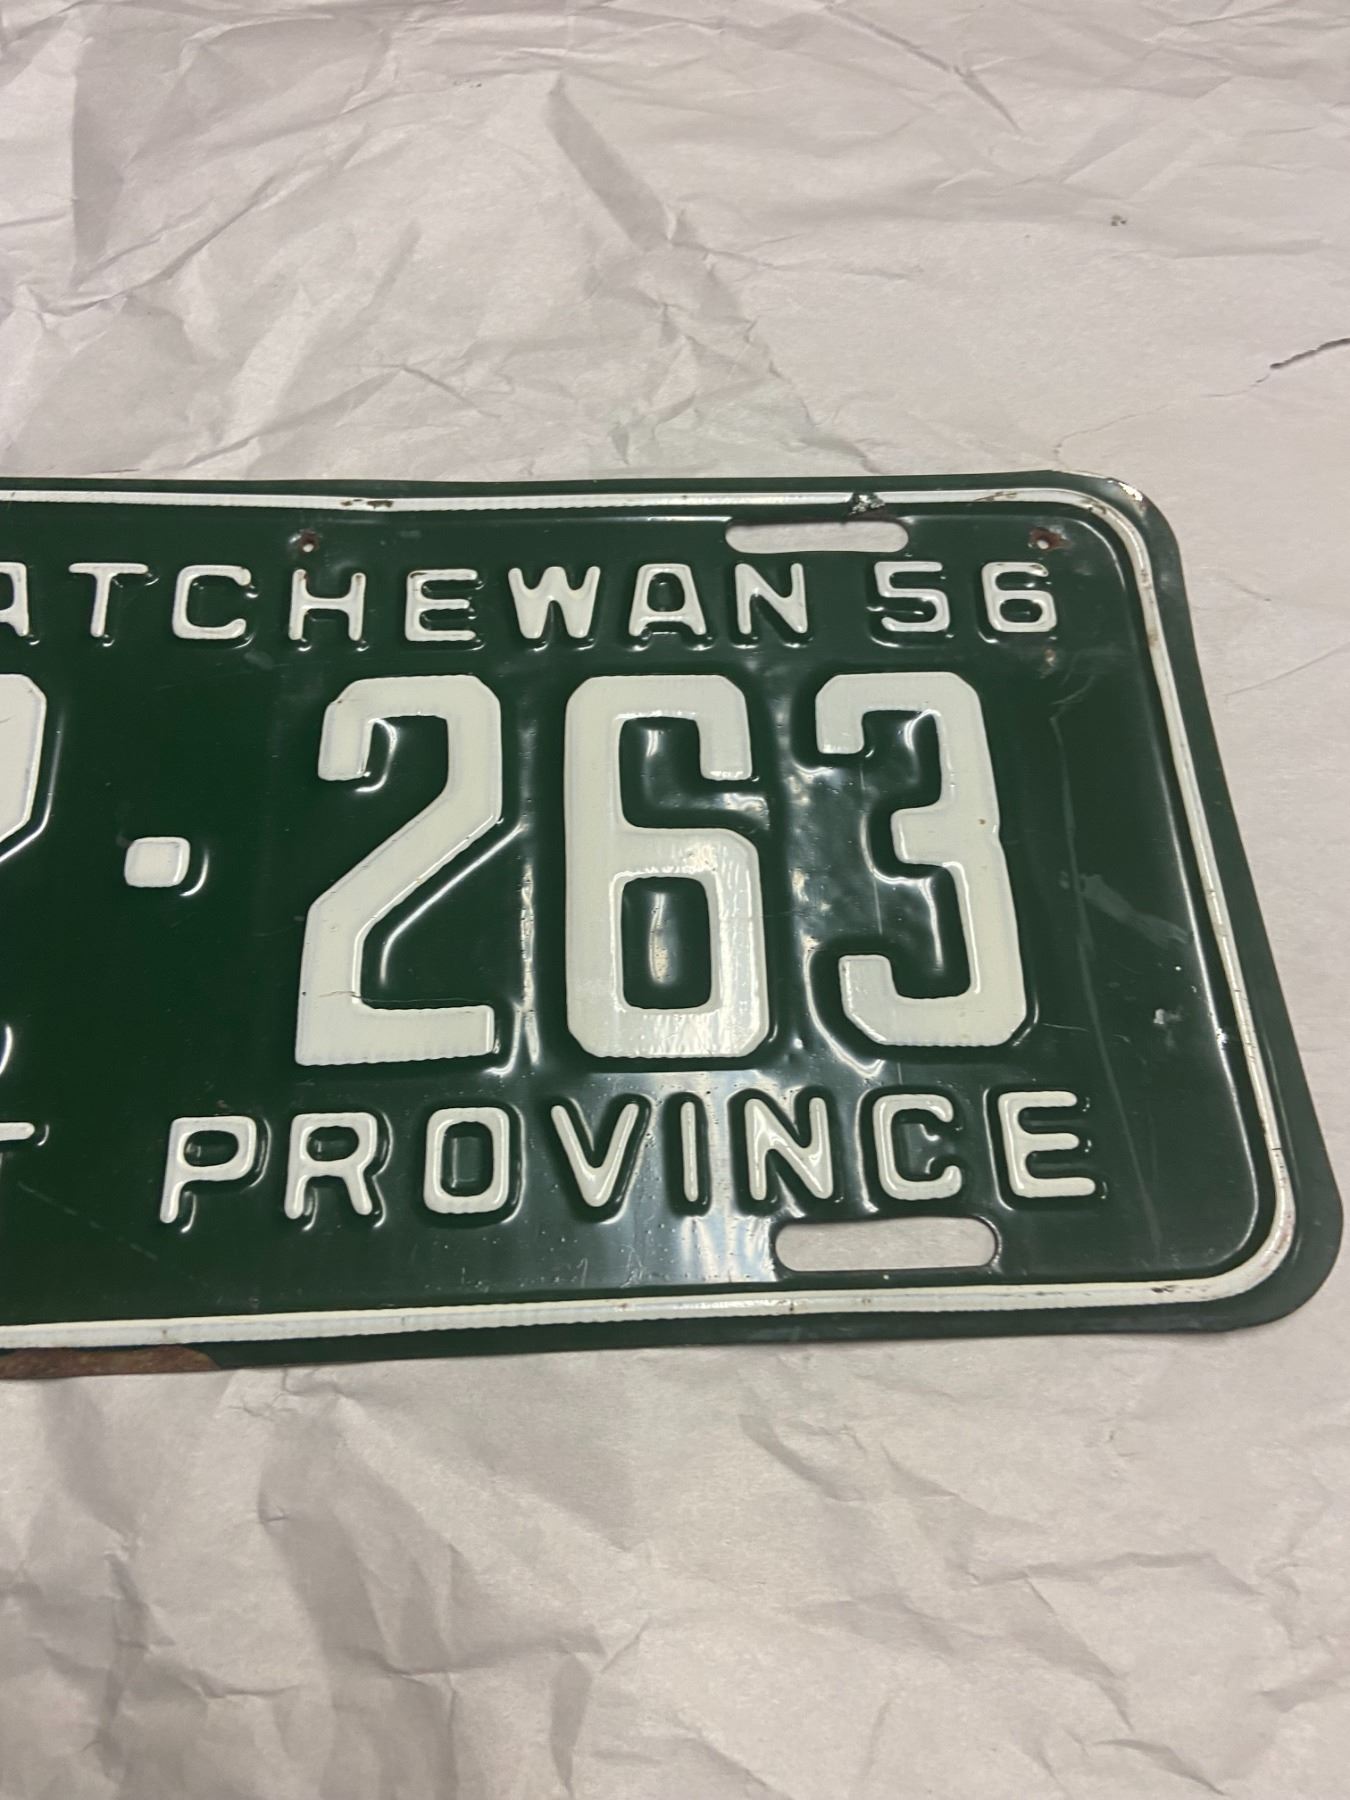 ATCHEWAN 56
· 263
T PROVINCE